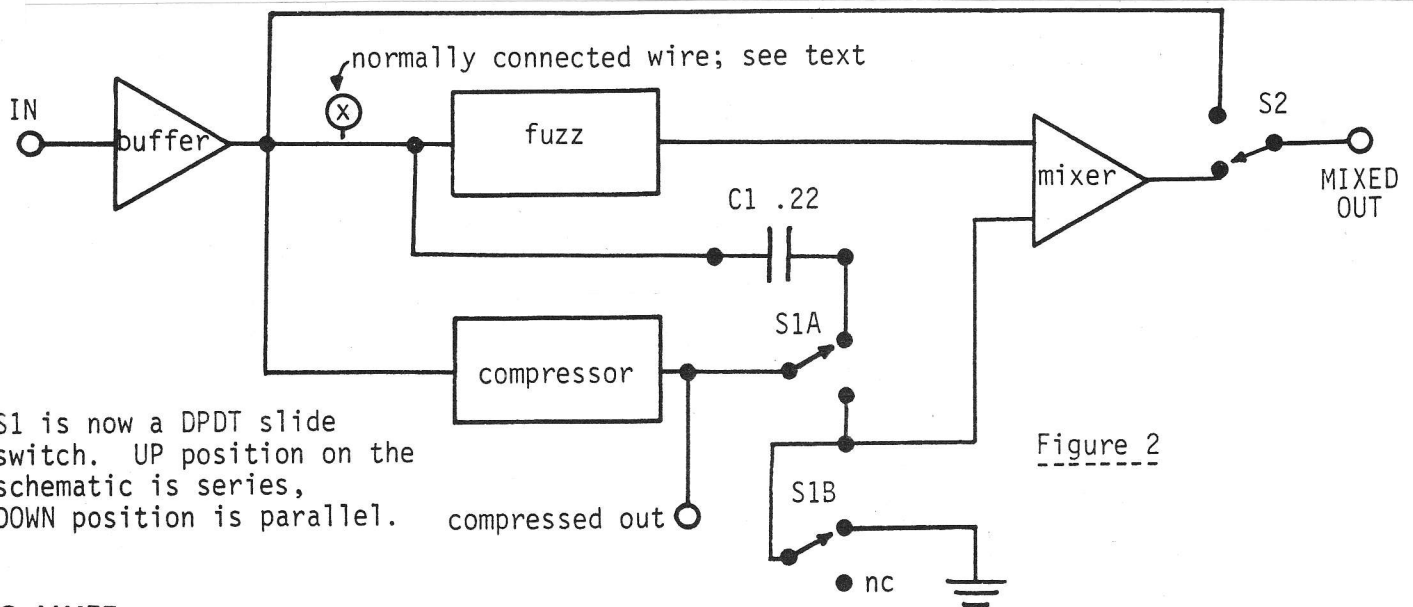 normally connected wire; see text
X
IN
S2
buffer
fuzz
mixer
MIXED
OUT
C1 .22
S1A
compressor
S1 is now a DPDT slide
switch. UP position on the
schematic is series,
DOWN position is parallel.
Figure 2
S1B
compressed out
nc